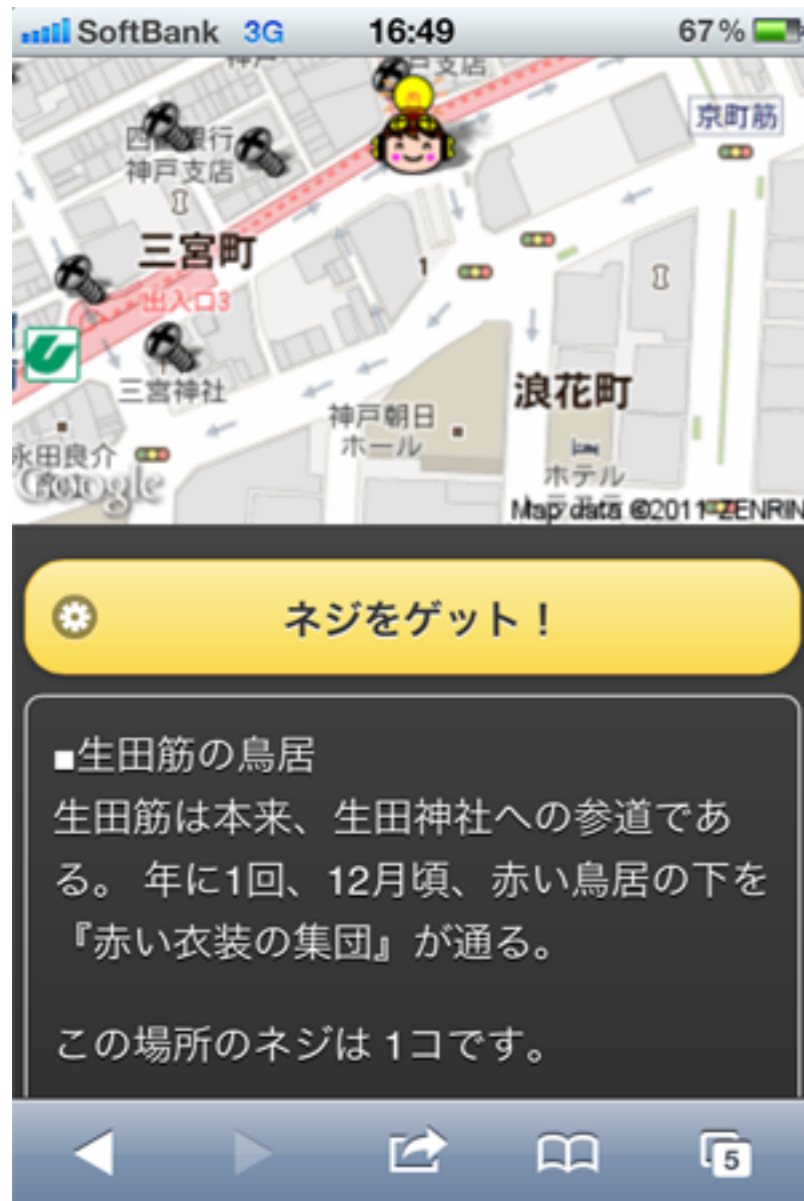 SoftBank 3G 16:49 67%
神戸支店
京町筋
三宮町
1
出入口3
三宮神社
浪花町
神戸朝日
ホール
永田良介
ホテル
Google
Map data ©2011 ZENRIN
ネジをゲット！
■生田筋の鳥居
生田筋は本来、生田神社への参道であ
る。 年に1回、12月頃、赤い鳥居の下を
『赤い衣装の集団』が通る。
この場所のネジは 1コです。
5